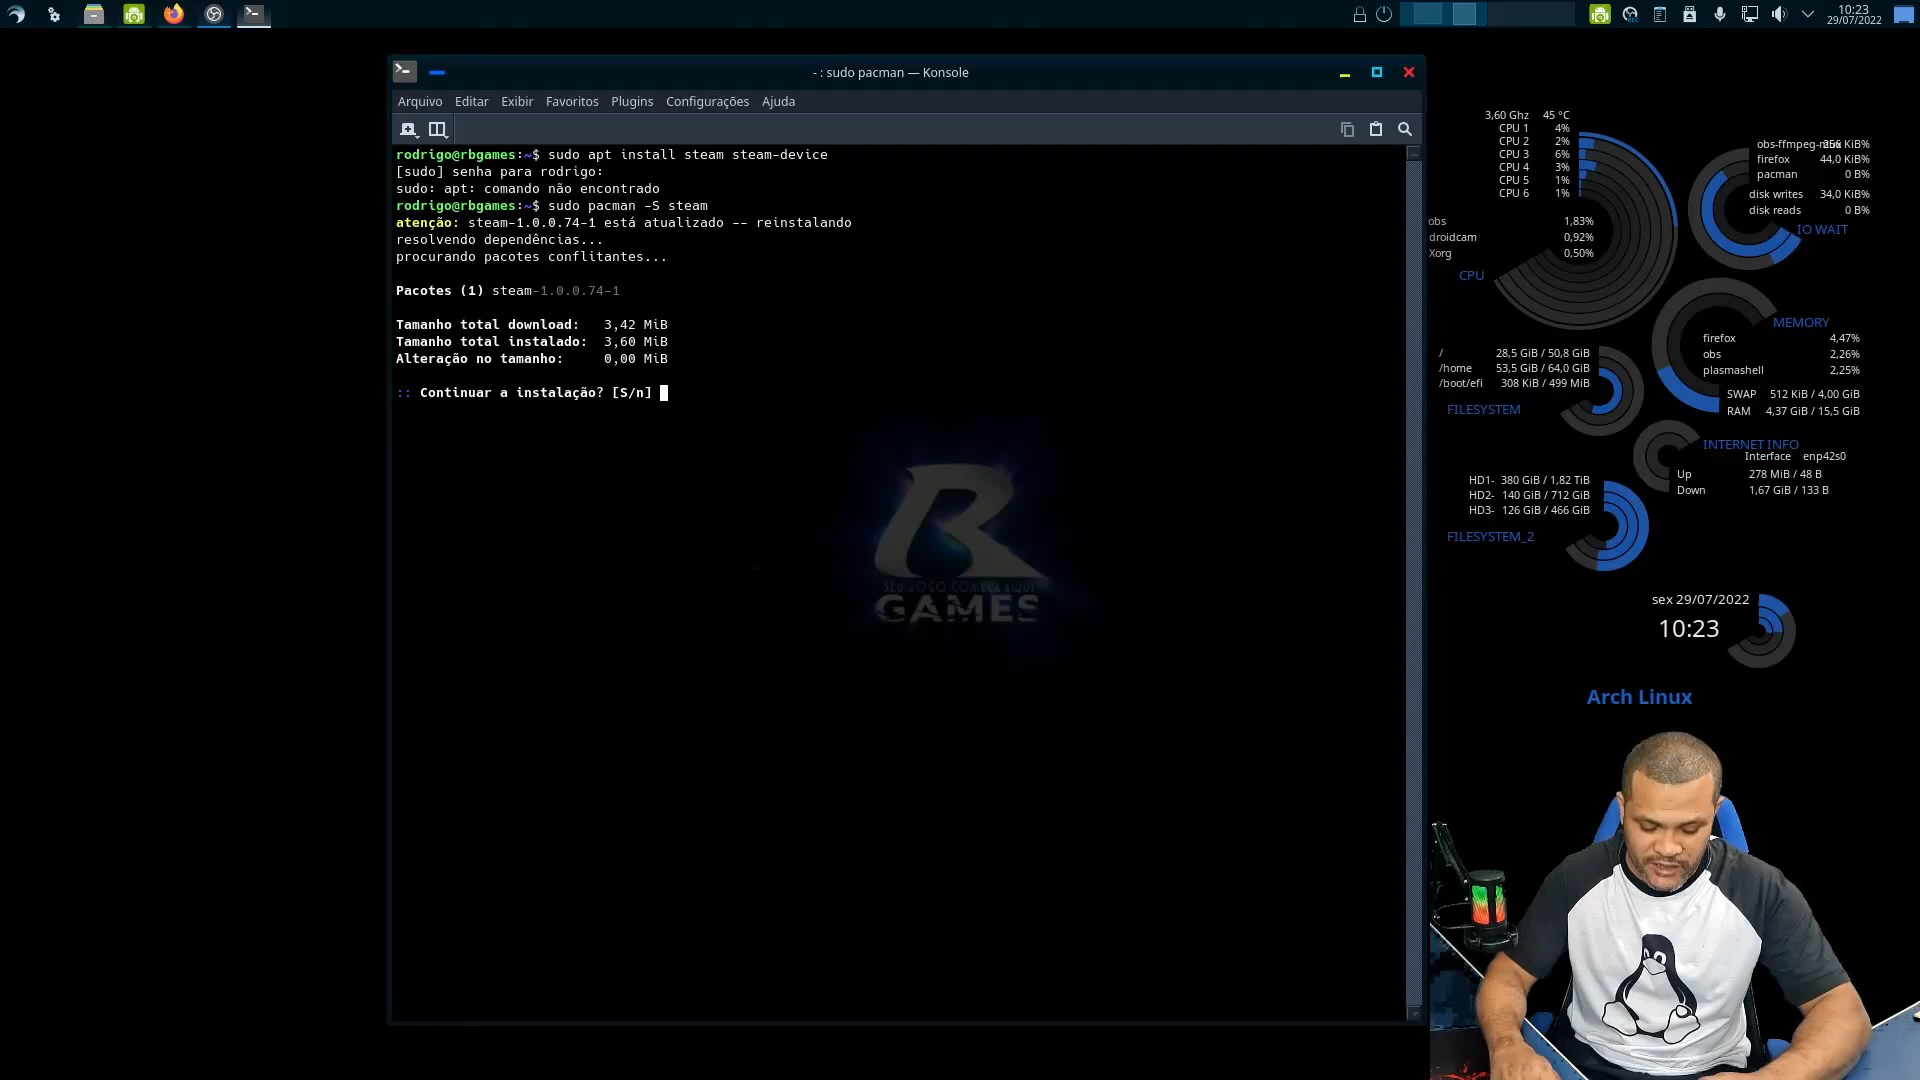 10:23
29/07/2022
- : sudo pacman — Konsole
Arquivo Editar Exibir Favoritos Plugins Configurações Ajuda
rodrigo@rbgames:~$ sudo apt install steam steam-device
[sudo] senha para rodrigo:
sudo: apt: comando não encontrado
rodrigo@rbgames:~$ sudo pacman -S steam
atenção: steam-1.0.0.74-1 está atualizado -- reinstalando
resolvendo dependências...
procurando pacotes conflitantes...
Pacotes (1) steam-1.0.0.74-1
Tamanho total download: 3,42 MiB
Tamanho total instalado: 3,60 MiB
Alteração no tamanho: 0,00 MiB
:: Continuar a instalação? [S/n]
SEU JOGO COMEÇA AQUI
GAMES
3,60 Ghz 45 °C
CPU 1 4%
CPU 2 2%
CPU 3 6%
CPU 4 3%
CPU 5 1%
CPU 6 1%
obs 1,83%
droidcam 0,92%
Xorg 0,50%
CPU
firefox 44,0 KiB%
pacman 0 B%
disk writes 34,0 KiB%
disk reads 0 B%
IO WAIT
MEMORY
firefox 4,47%
obs 2,26%
plasmashell 2,25%
SWAP 512 KiB / 4,00 GiB
RAM 4,37 GiB / 15,5 GiB
/ 28,5 GiB / 50,8 GiB
/home 53,5 GiB / 64,0 GiB
/boot/efi 308 KiB / 499 MiB
FILESYSTEM
INTERNET INFO
Interface enp42s0
Up 278 MiB / 48 B
Down 1,67 GiB / 133 B
HD1- 380 GiB / 1,82 TiB
HD2- 140 GiB / 712 GiB
HD3- 126 GiB / 466 GiB
FILESYSTEM_2
sex 29/07/2022
10:23
Arch Linux